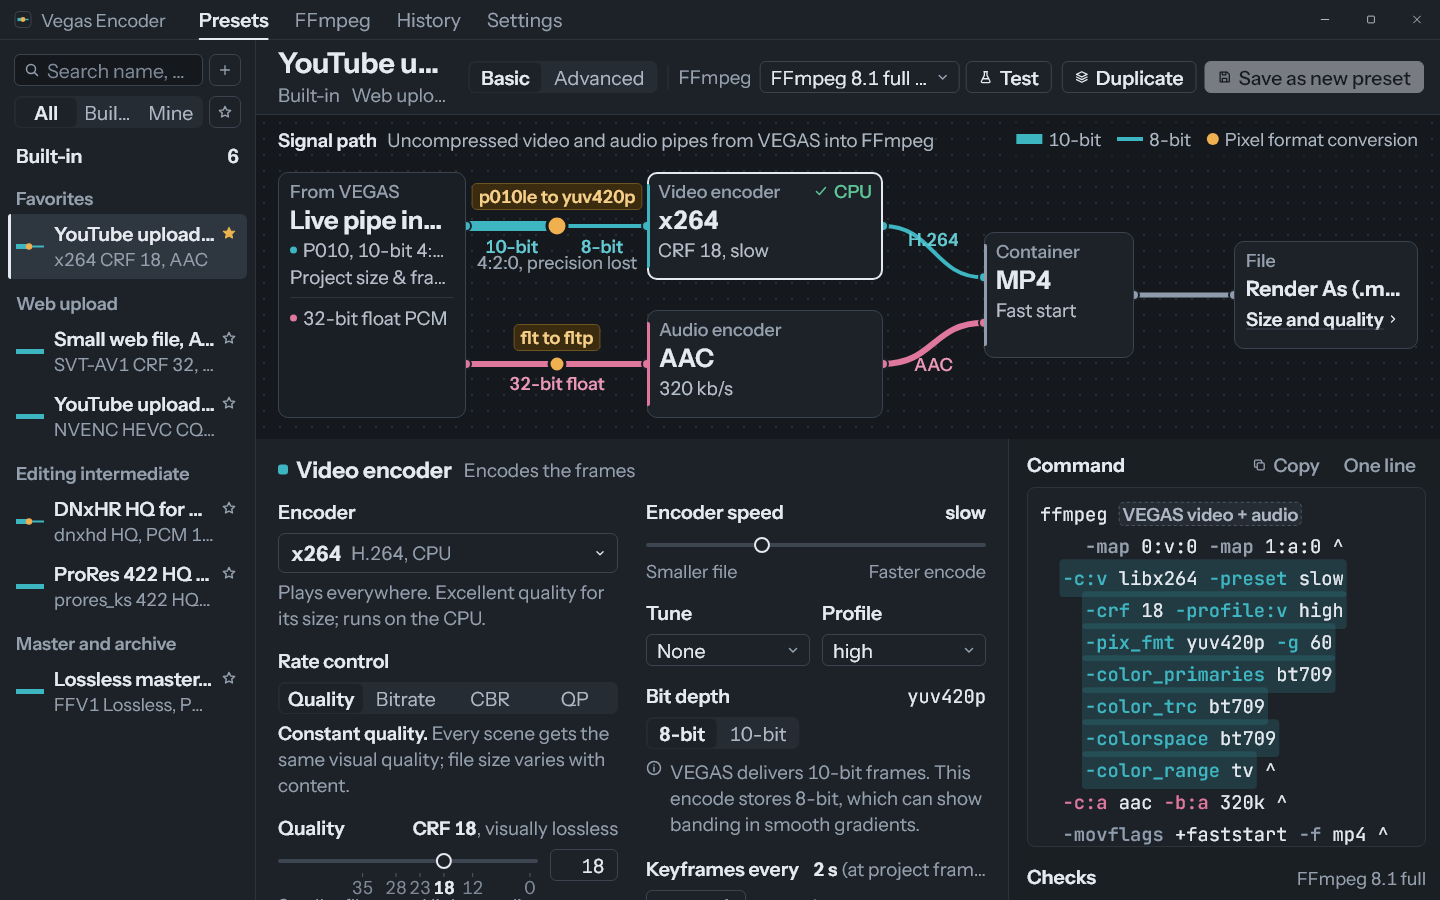 Vegas Encoder
Presets
FFmpeg
History
Settings
Search name, ...
All
Buil...
Mine
Built-in
6
Favorites
YouTube upload...
x264 CRF 18, AAC
Web upload
Small web file, A...
SVT-AV1 CRF 32, ...
YouTube upload...
NVENC HEVC CQ...
Editing intermediate
DNxHR HQ for ...
dnxhd HQ, PCM 1...
ProRes 422 HQ ...
prores_ks 422 HQ...
Master and archive
Lossless master...
FFV1 Lossless, P...
YouTube u...
Built-in Web uplo...
Basic
Advanced
FFmpeg
FFmpeg 8.1 full ...
Test
Duplicate
Save as new preset
Signal path Uncompressed video and audio pipes from VEGAS into FFmpeg
10-bit
8-bit
Pixel format conversion
From VEGAS
Live pipe in...
P010, 10-bit 4:...
Project size & fra...
32-bit float PCM
p010le to yuv420p
10-bit
8-bit
4:2:0, precision lost
flt to fltp
32-bit float
Video encoder
CPU
x264
CRF 18, slow
Audio encoder
AAC
320 kb/s
H.264
AAC
Container
MP4
Fast start
File
Render As (.m...
Size and quality
Video encoder Encodes the frames
Encoder
x264 H.264, CPU
Plays everywhere. Excellent quality for
its size; runs on the CPU.
Rate control
Quality
Bitrate
CBR
QP
Constant quality. Every scene gets the
same visual quality; file size varies with
content.
Quality
CRF 18, visually lossless
18
35 28 23 18 12 0
Encoder speed
slow
Smaller file
Faster encode
Tune
Profile
None
high
Bit depth
yuv420p
8-bit
10-bit
VEGAS delivers 10-bit frames. This
encode stores 8-bit, which can show
banding in smooth gradients.
Keyframes every
2 s (at project fram...
Command
Copy
One line
ffmpeg VEGAS video + audio
-map 0:v:0 -map 1:a:0 ^
-c:v libx264 -preset slow
-crf 18 -profile:v high
-pix_fmt yuv420p -g 60
-color_primaries bt709
-color_trc bt709
-colorspace bt709
-color_range tv ^
-c:a aac -b:a 320k ^
-movflags +faststart -f mp4 ^
Checks
FFmpeg 8.1 full